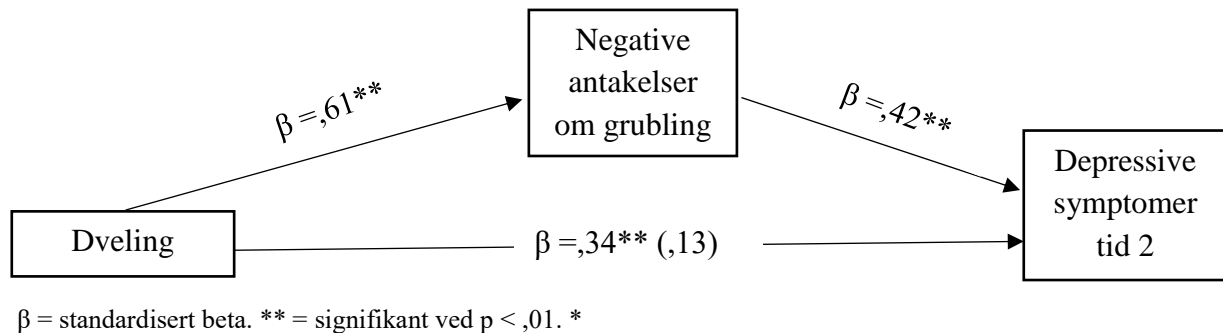 Negative
antakelser
om grubling
β =,61**
β =,42**
Depressive
symptomer
tid 2
Dveling
β =,34** (,13)
β = standardisert beta. ** = signifikant ved p < ,01. *